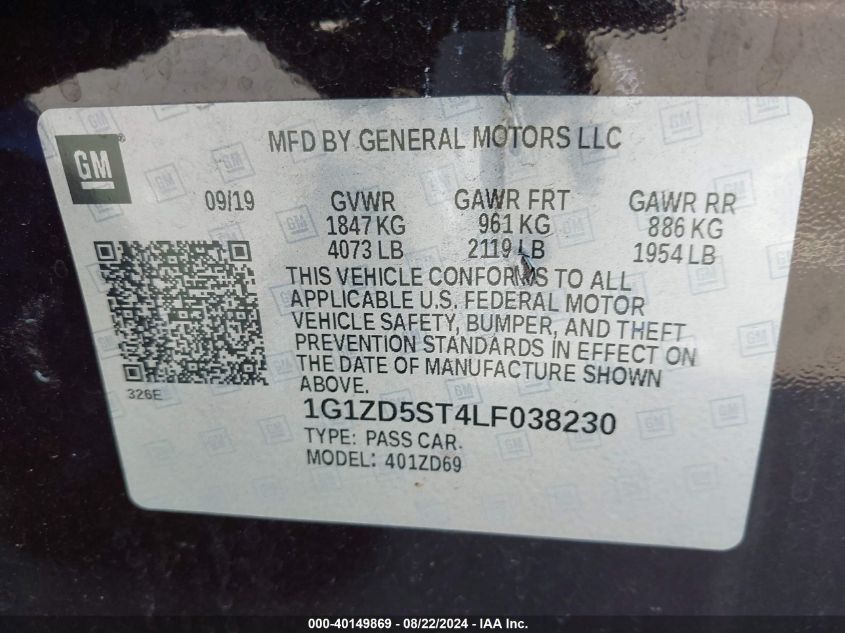 GM
MFD BY GENERAL MOTORS LLC
09/19 GVWR GAWR FRT GAWR RR
1847 KG 961 KG 886 KG
4073 LB 2119 LB 1954 LB
THIS VEHICLE CONFORMS TO ALL
APPLICABLE U.S. FEDERAL MOTOR
VEHICLE SAFETY, BUMPER, AND THEFT
PREVENTION STANDARDS IN EFFECT ON
THE DATE OF MANUFACTURE SHOWN
ABOVE.
326E
1G1ZD5ST4LF038230
TYPE: PASS CAR.
MODEL: 401ZD69
000-40149869 - 08/22/2024 - IAA Inc.